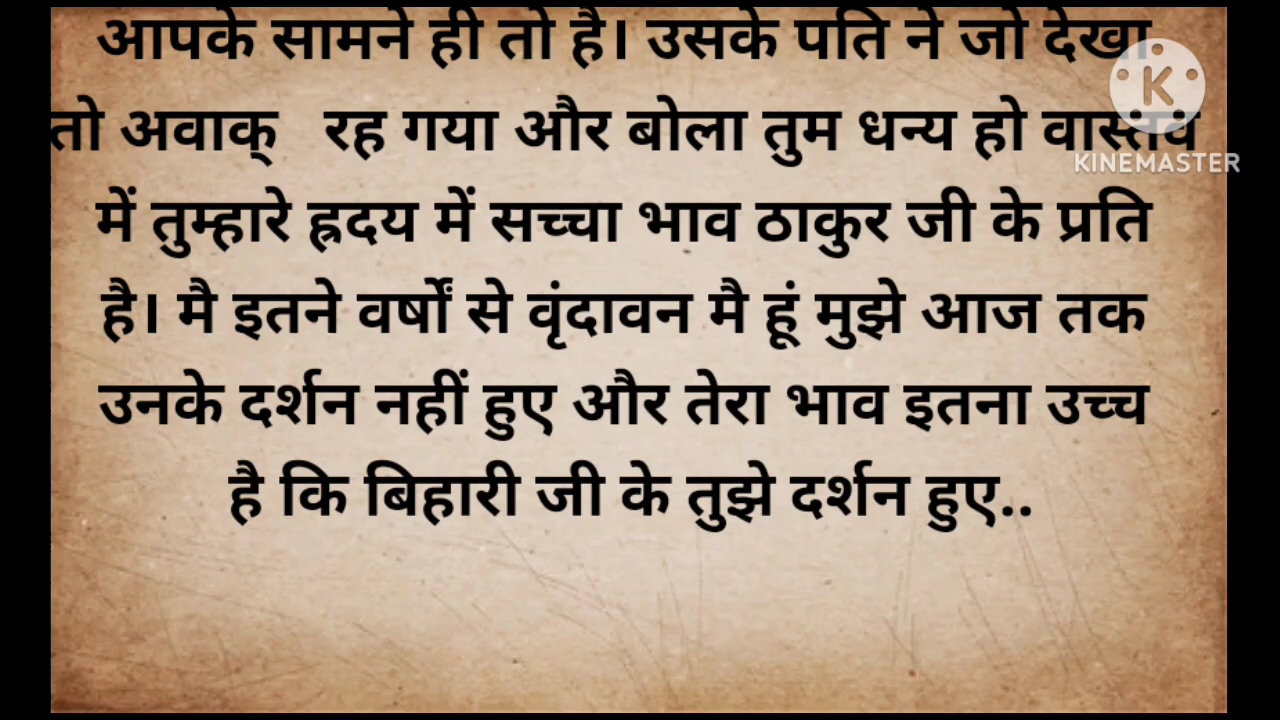 आपके सामने ही तो है। उसके पति ने जो देखा
तो अवाक् रह गया और बोला तुम धन्य हो वास्तव
में तुम्हारे ह्रदय में सच्चा भाव ठाकुर जी के प्रति
है। मै इतने वर्षों से वृंदावन मै हूं मुझे आज तक
उनके दर्शन नहीं हुए और तेरा भाव इतना उच्च
है कि बिहारी जी के तुझे दर्शन हुए..
K
KINEMASTER